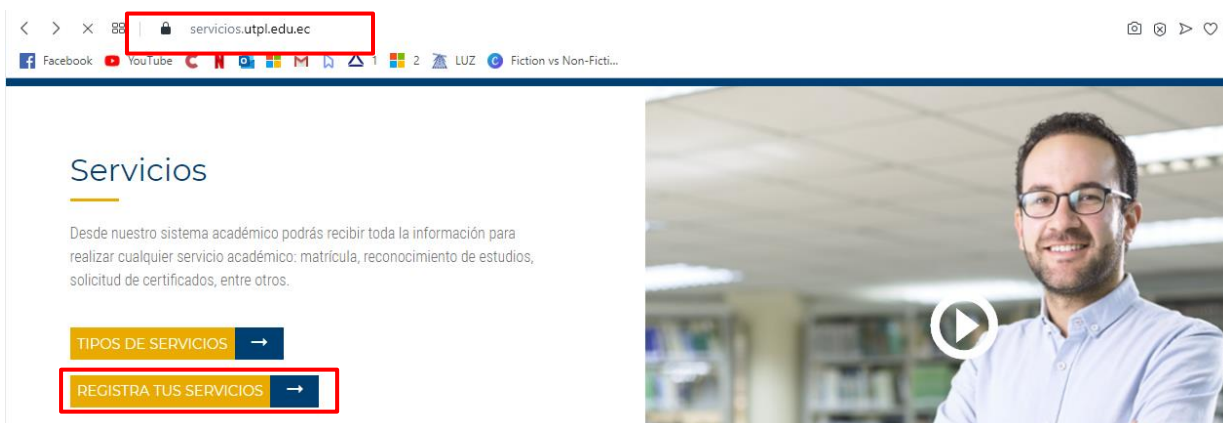 servicios.utpl.edu.ec
Facebook YouTube 1 2 LUZ Fiction vs Non-Ficti...
Servicios
Desde nuestro sistema académico podrás recibir toda la información para
realizar cualquier servicio académico: matrícula, reconocimiento de estudios,
solicitud de certificados, entre otros.
TIPOS DE SERVICIOS →
REGISTRA TUS SERVICIOS →